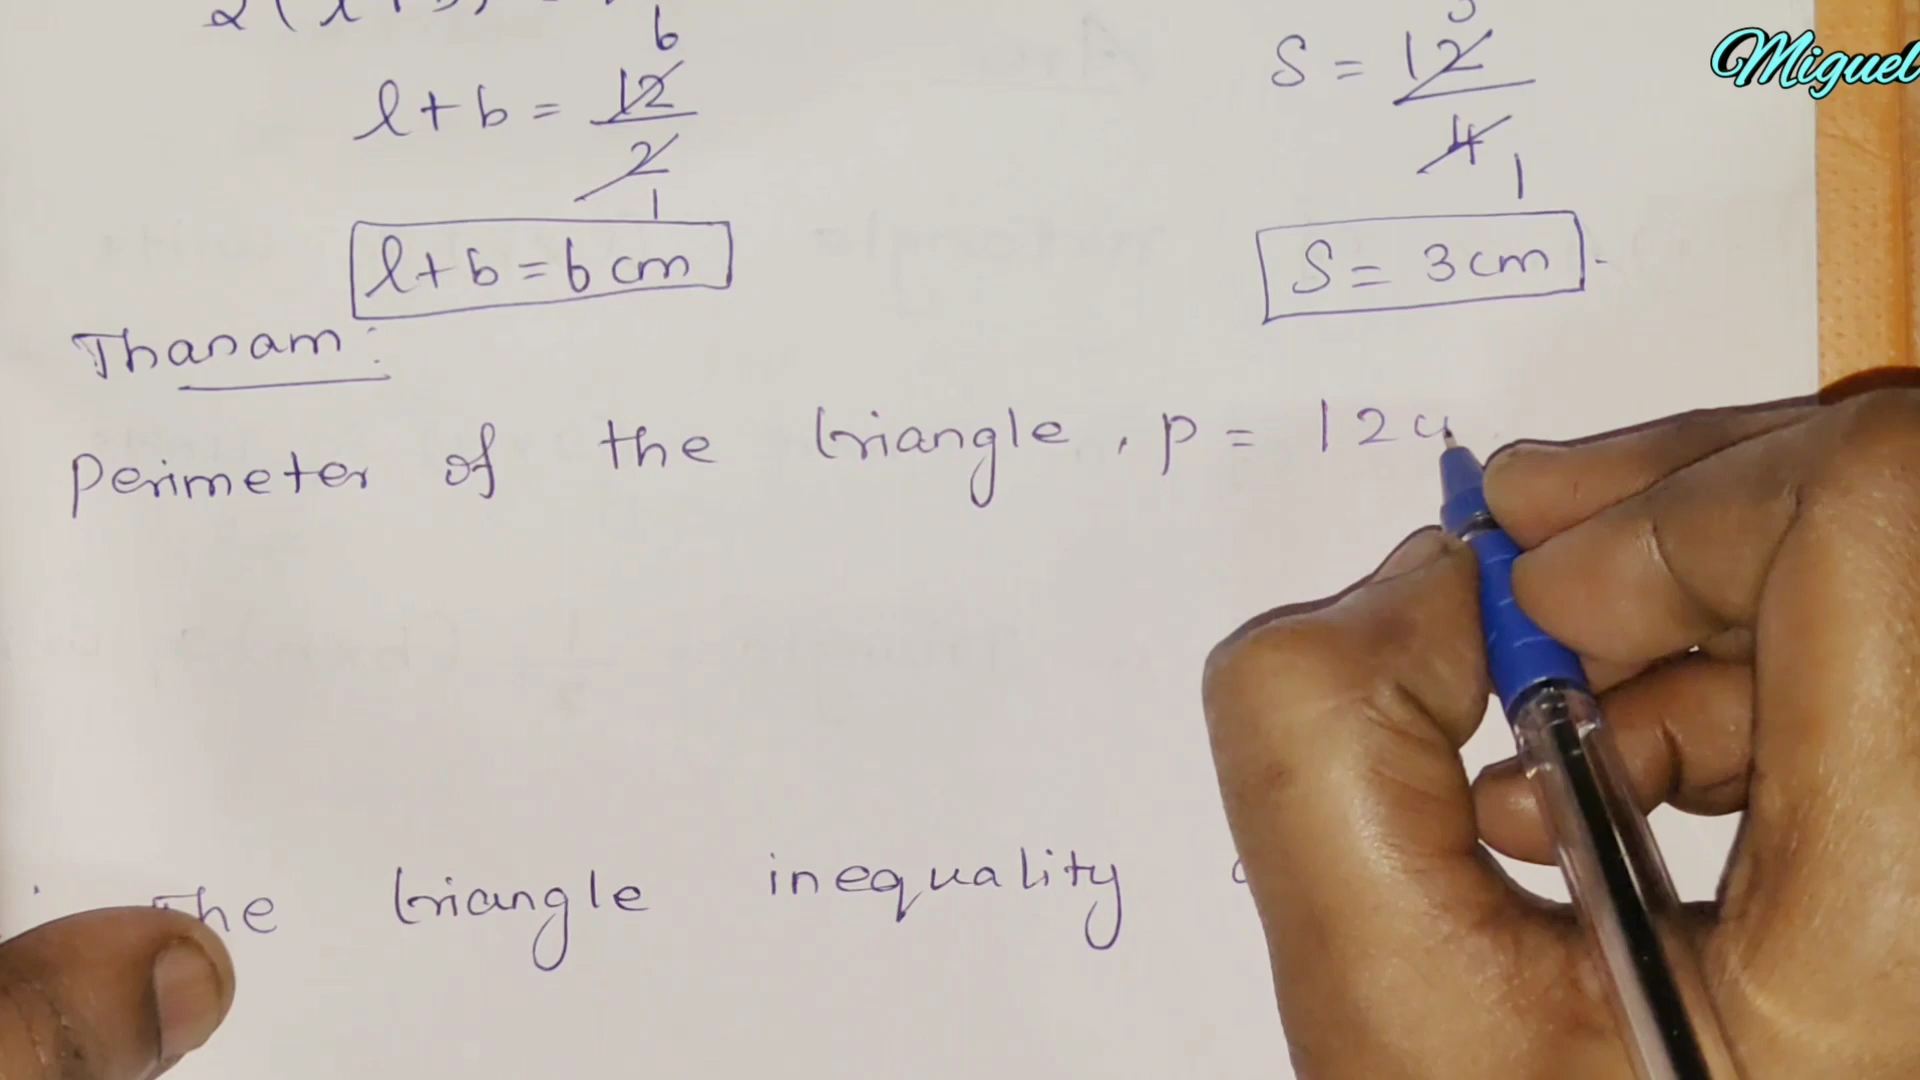 l + b = 12/2
6
1
l + b = 6 cm
S = 12/4
1
S = 3 cm .
Tharam :
Perimeter of the triangle, p = 12
The triangle inequality
Miguel